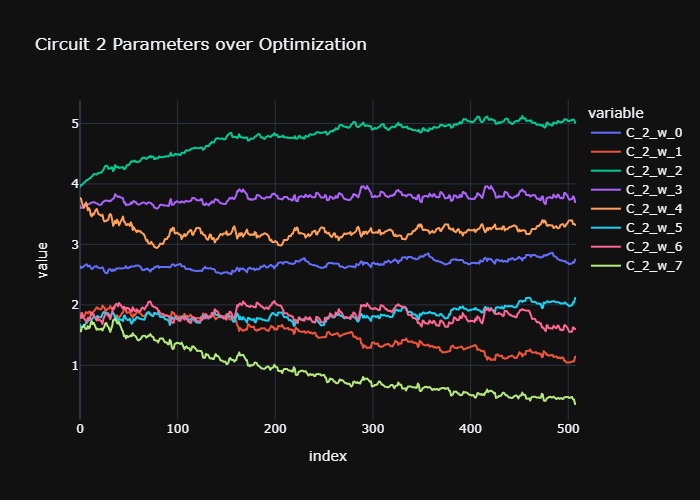 Circuit 2 Parameters over Optimization
variable
C_2_w_0
C_2_w_1
C_2_w_2
C_2_w_3
C_2_w_4
C_2_w_5
C_2_w_6
C_2_w_7
value
5
4
3
2
1
0 100 200 300 400 500
index